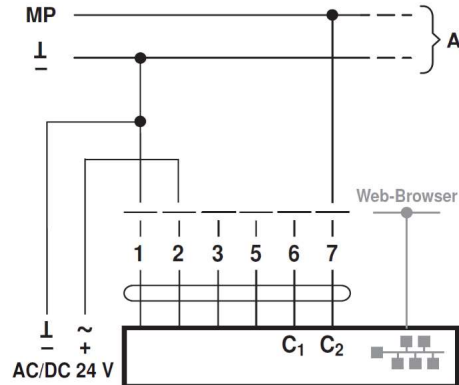 MP
⊥
A
Web-Browser
1 2 3 5 6 7
⊥ ~
– +
C1 C2
AC/DC 24 V